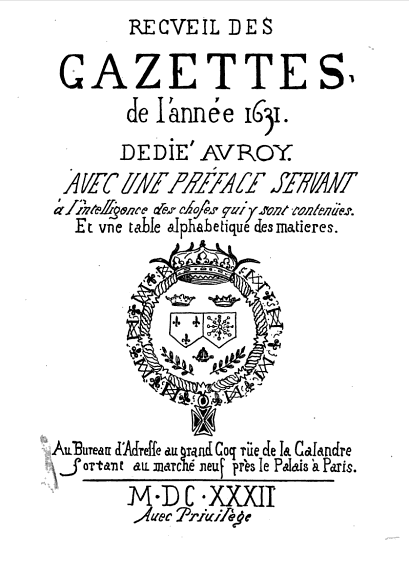 RECVEIL DES
GAZETTES,
de l'année 1631.
DEDIE' AV ROY.
AVEC UNE PRÉFACE SERVANT
à l'intelligence des choses qui y sont contenües.
Et vne table alphabetique des matieres.
Au Bureau d'Adresse au grand Coq rüe de la Calandre
Sortant au marché neuf près le Palais à Paris.
M·DC·XXXII
Auec Priuilège